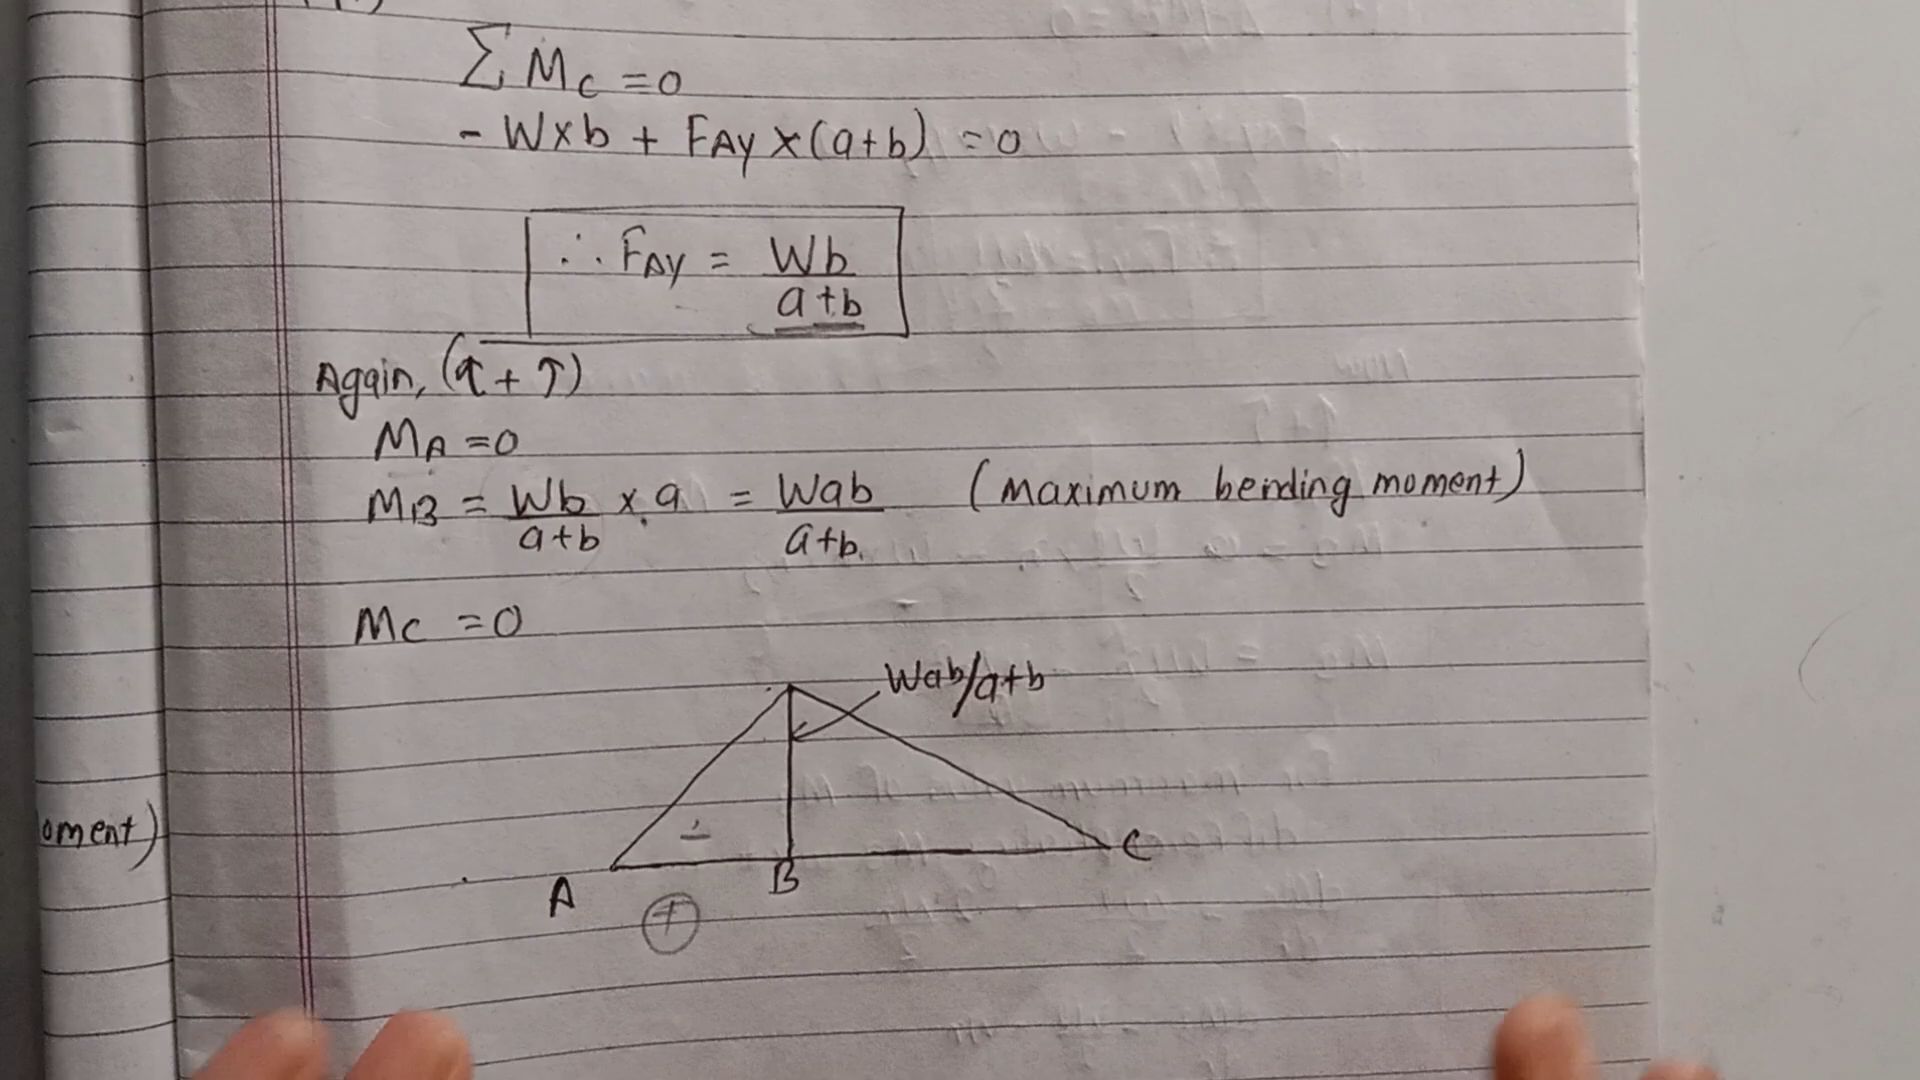 ∑ Mc = 0
- W×b + FAY × (a+b) = 0
∴ FAY = Wb
a+b
Again, (↑ + ↑)
MA = 0
MB = Wb/a+b × a = Wab/a+b (maximum bending moment)
Mc = 0
Wab/a+b
oment)
A B C
+